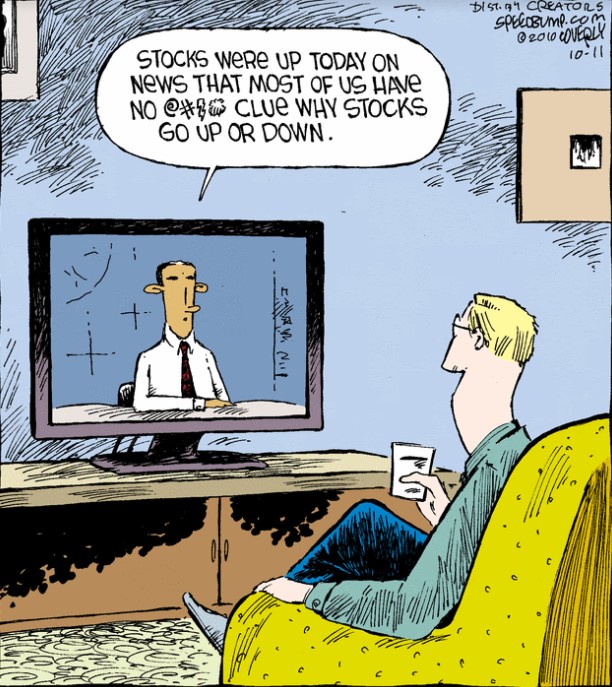 DIST. BY CREATORS
SPEEDBUMP.COM
©2010 COVERLY
10-11
STOCKS WERE UP TODAY ON
NEWS THAT MOST OF US HAVE
NO @#$@ CLUE WHY STOCKS
GO UP OR DOWN.